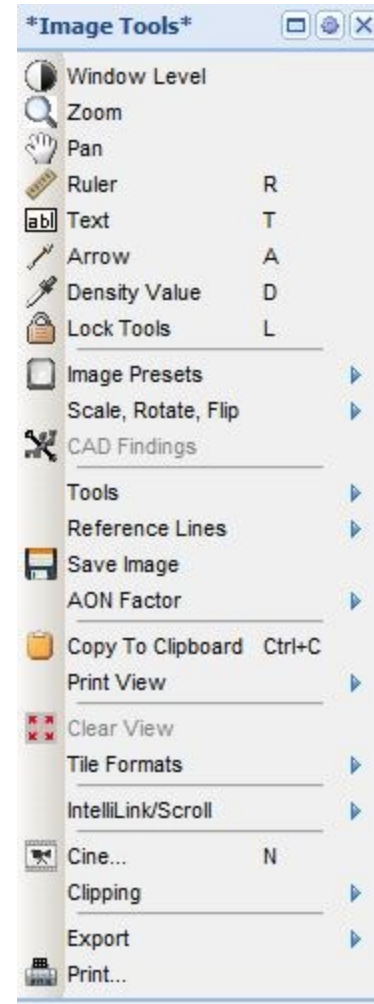 *Image Tools*
Window Level
Zoom
Pan
Ruler R
abl Text T
Arrow A
Density Value D
Lock Tools L
Image Presets
Scale, Rotate, Flip
CAD Findings
Tools
Reference Lines
Save Image
AON Factor
Copy To Clipboard Ctrl+C
Print View
Clear View
Tile Formats
IntelliLink/Scroll
Cine... N
Clipping
Export
Print...